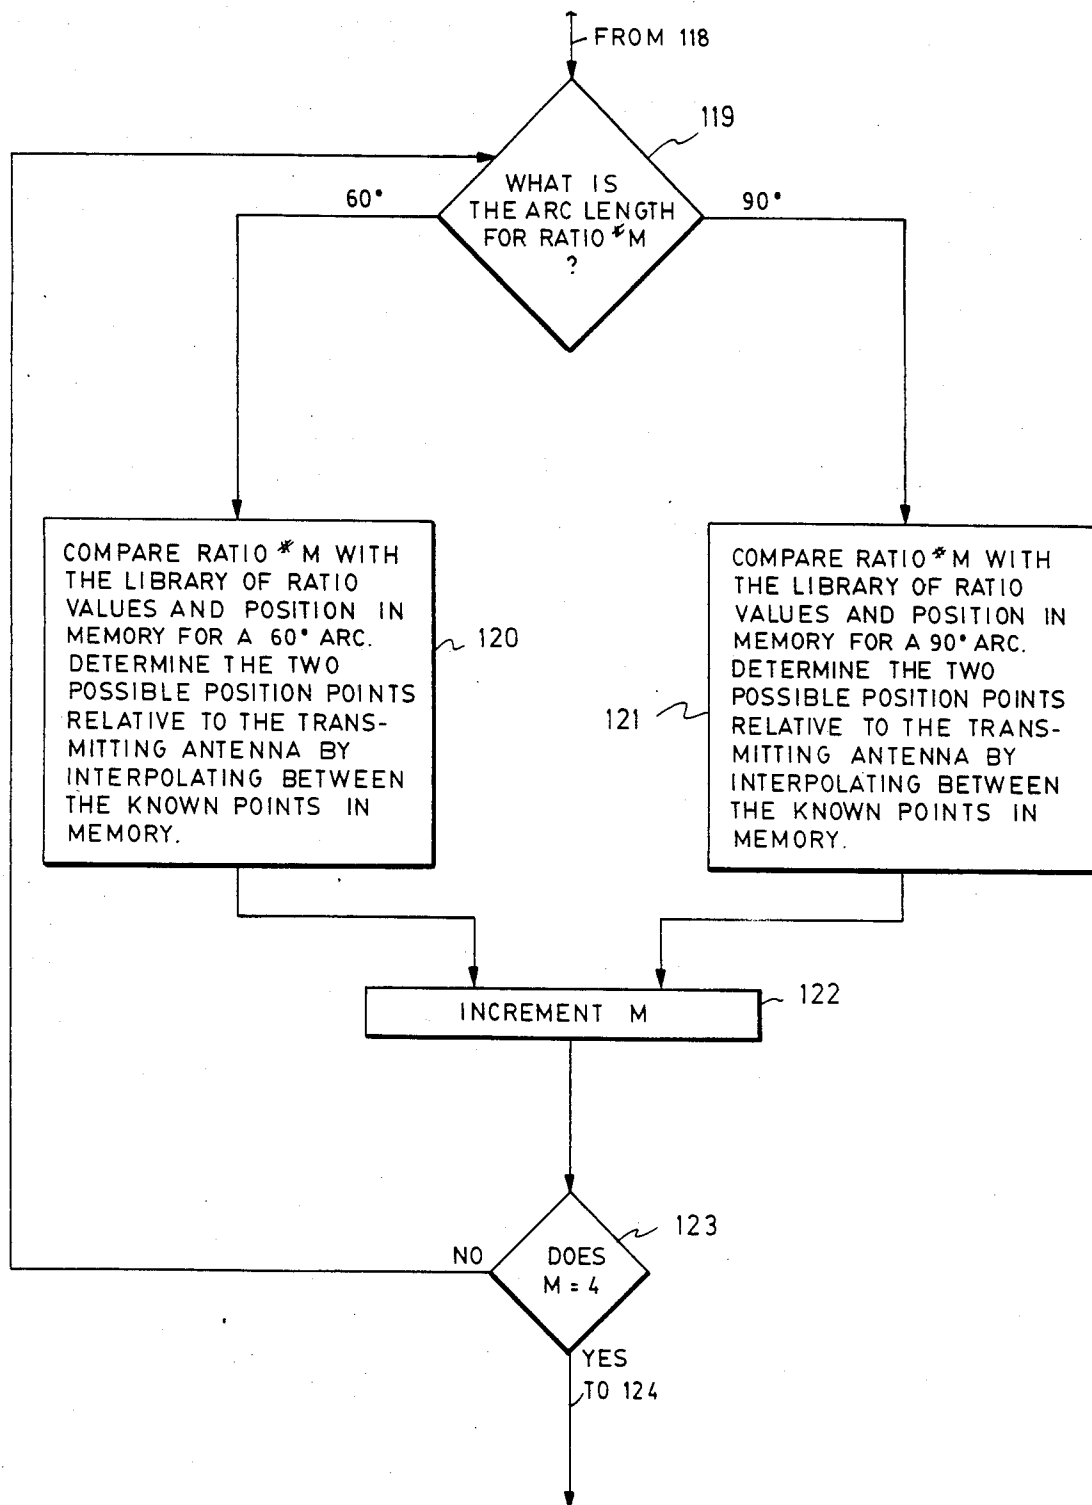 FROM 118
119
WHAT IS
THE ARC LENGTH
FOR RATIO # M
?
60°
90°
COMPARE RATIO # M WITH
THE LIBRARY OF RATIO
VALUES AND POSITION IN
MEMORY FOR A 60° ARC.
DETERMINE THE TWO
POSSIBLE POSITION POINTS
RELATIVE TO THE TRANS-
MITTING ANTENNA BY
INTERPOLATING BETWEEN
THE KNOWN POINTS IN
MEMORY.
120
COMPARE RATIO # M WITH
THE LIBRARY OF RATIO
VALUES AND POSITION IN
MEMORY FOR A 90° ARC.
DETERMINE THE TWO
POSSIBLE POSITION POINTS
RELATIVE TO THE TRANS-
MITTING ANTENNA BY
INTERPOLATING BETWEEN
THE KNOWN POINTS IN
MEMORY.
121
INCREMENT M
122
123
NO
DOES
M = 4
YES
TO 124